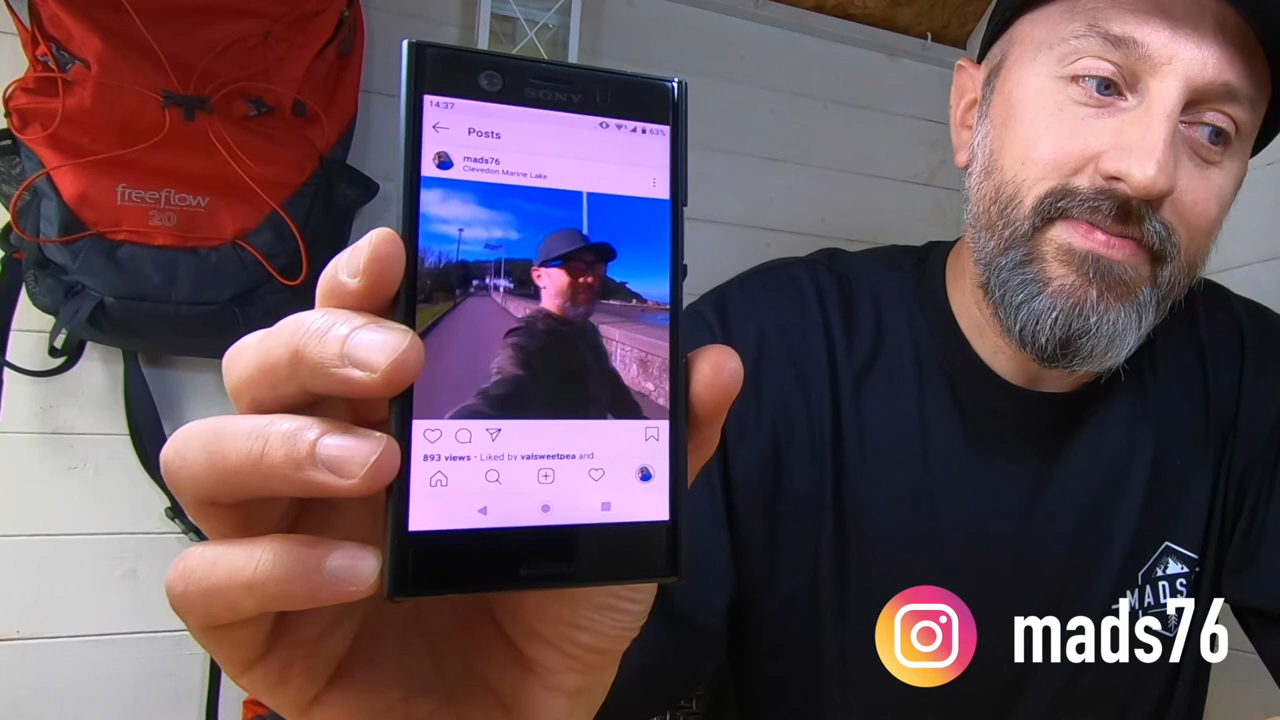 freeflow
20
SONY
14:37
63%
Posts
mads76
Clevedon Marine Lake
893 views • Liked by valsweetpea and
MADS
mads76